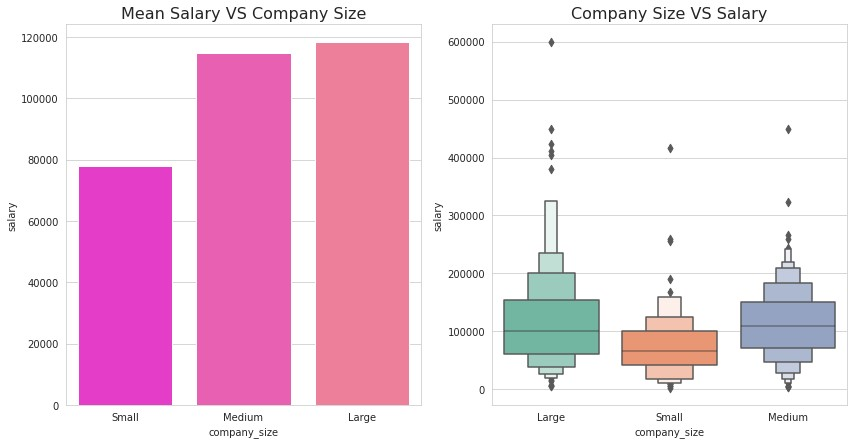 Mean Salary VS Company Size
120000
100000
80000
60000
40000
20000
0
salary
Small Medium Large
company_size
Company Size VS Salary
600000
500000
400000
300000
200000
100000
0
salary
Large Small Medium
company_size